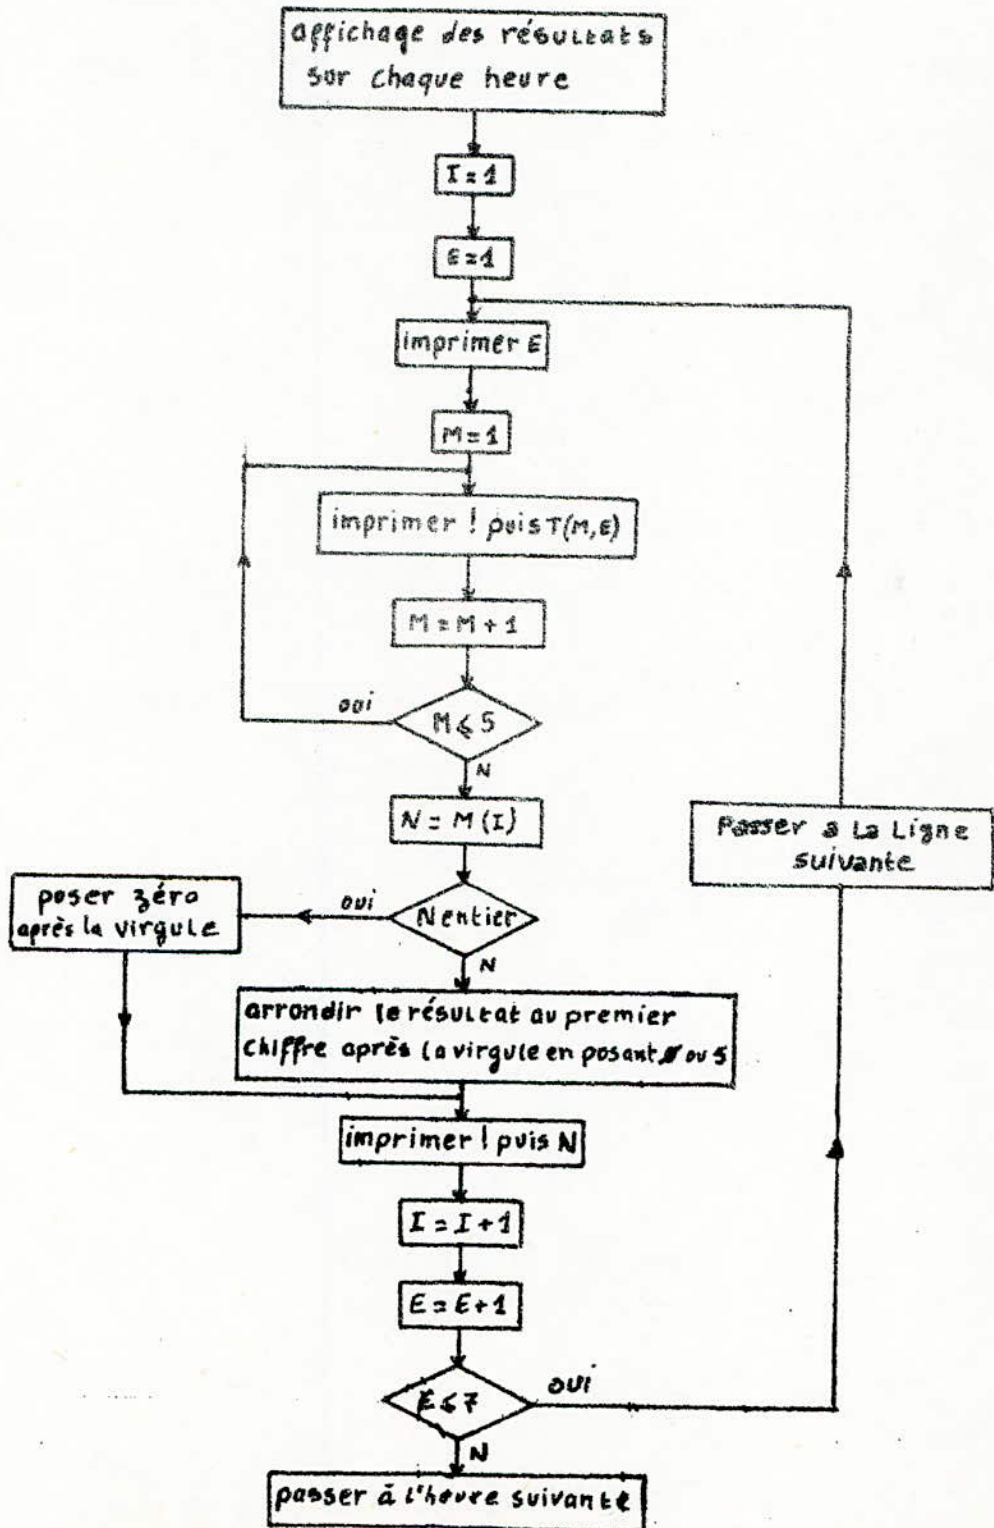 affichage des résultats
sur chaque heure
I = 1
E = 1
imprimer E
M = 1
imprimer ! puis T(M,E)
M = M + 1
oui
M ⩽ 5
N
N = M (I)
Passer a la Ligne
suivante
poser zéro
après la virgule
oui
N entier
N
arrondir le résultat au premier
chiffre après la virgule en posant 0 ou 5
imprimer ! puis N
I = I + 1
E = E + 1
E ⩽ 7
oui
N
passer à l'heure suivante